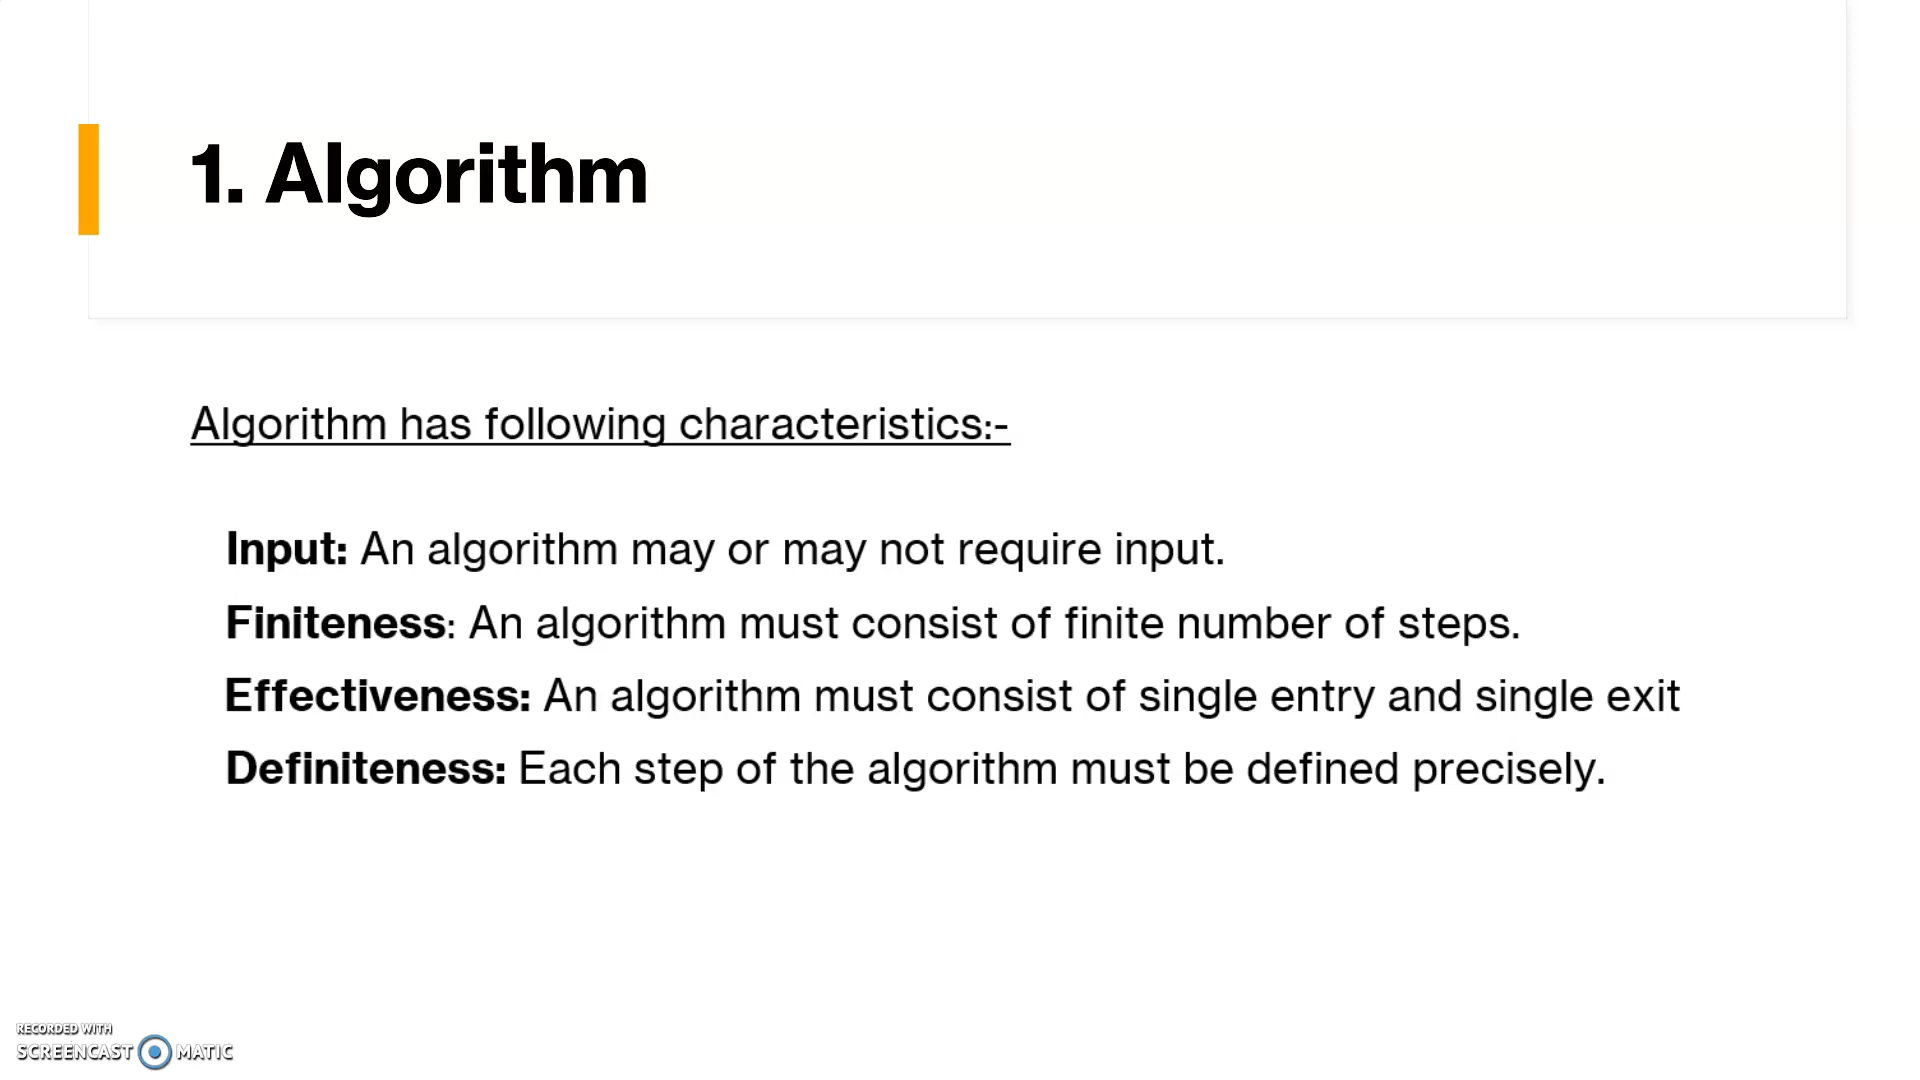 1. Algorithm
Algorithm has following characteristics:-
Input: An algorithm may or may not require input.
Finiteness: An algorithm must consist of finite number of steps.
Effectiveness: An algorithm must consist of single entry and single exit
Definiteness: Each step of the algorithm must be defined precisely.
RECORDED WITH
SCREENCAST MATIC